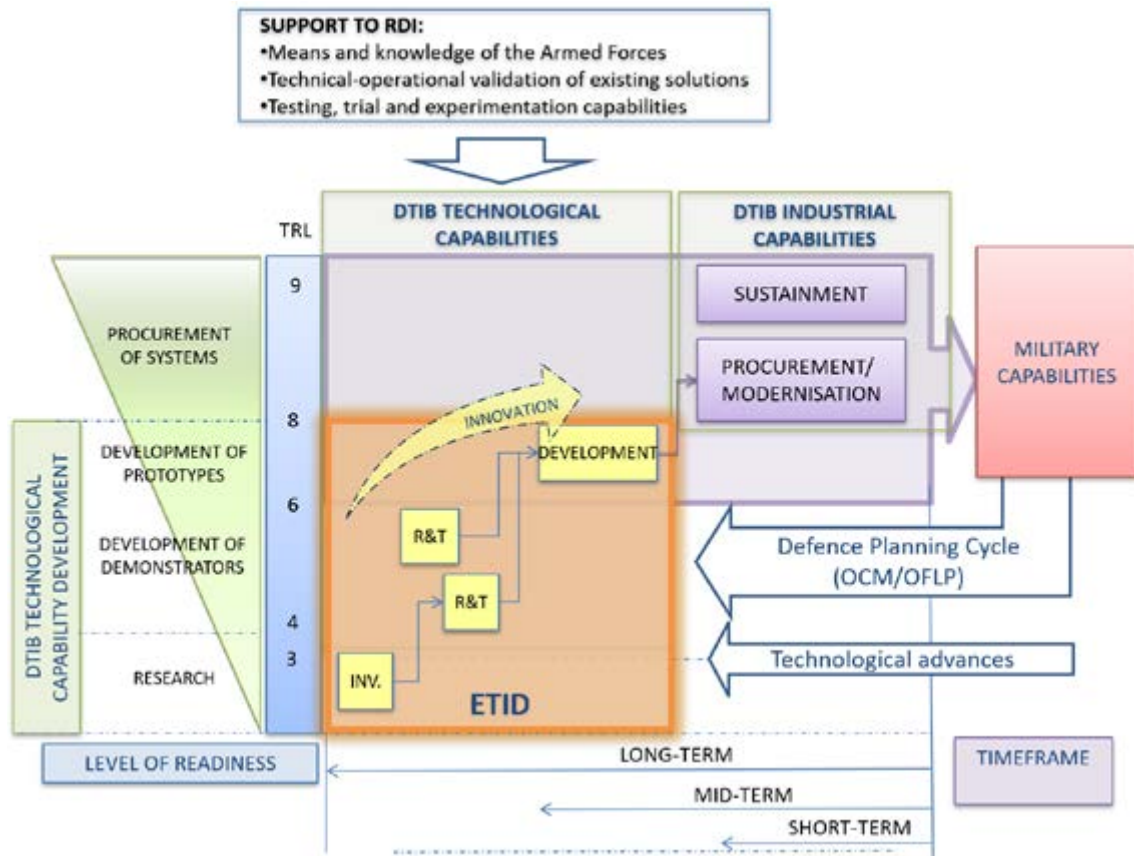 SUPPORT TO RDI:
•Means and knowledge of the Armed Forces
•Technical-operational validation of existing solutions
•Testing, trial and experimentation capabilities
DTIB TECHNOLOGICAL
CAPABILITIES
DTIB INDUSTRIAL
CAPABILITIES
TRL
9
8
6
4
3
PROCUREMENT
OF SYSTEMS
DEVELOPMENT OF
PROTOTYPES
DEVELOPMENT OF
DEMONSTRATORS
RESEARCH
DTIB TECHNOLOGICAL
CAPABILITY DEVELOPMENT
LEVEL OF READINESS
SUSTAINMENT
PROCUREMENT/
MODERNISATION
MILITARY
CAPABILITIES
INNOVATION
DEVELOPMENT
R&T
R&T
INV.
ETID
Defence Planning Cycle
(OCM/OFLP)
Technological advances
LONG-TERM
MID-TERM
SHORT-TERM
TIMEFRAME